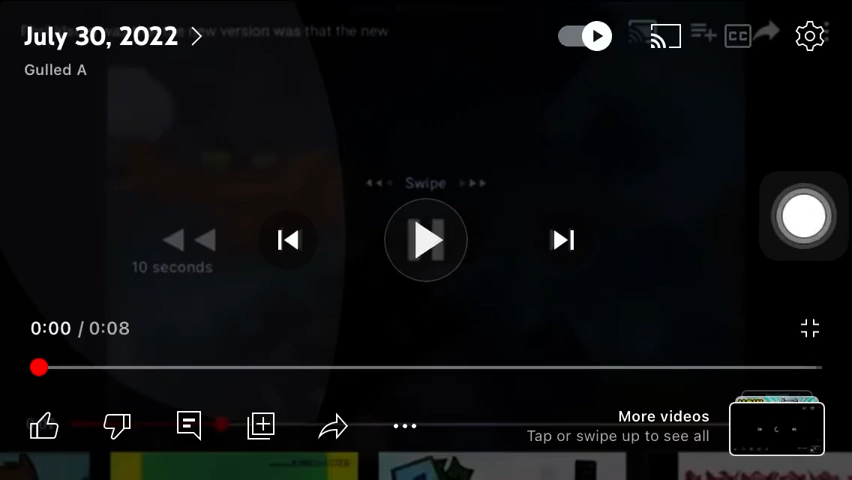 July 30, 2022
w version was that the new
Gulled A
CC
Swipe
10 seconds
0:00 / 0:08
More videos
Tap or swipe up to see all